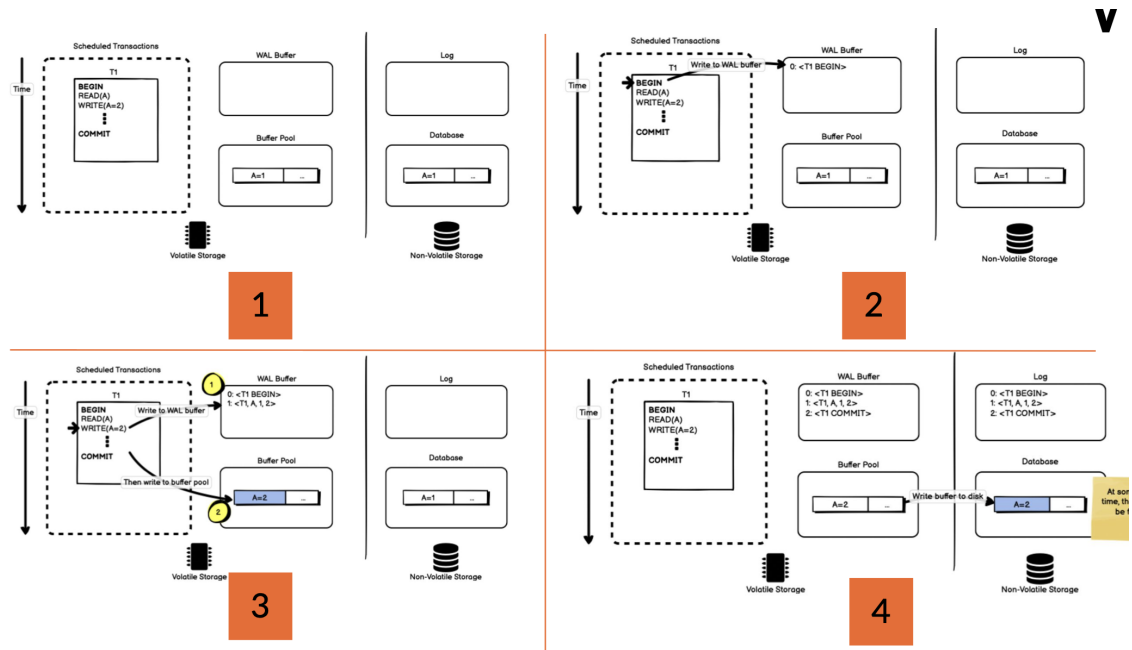 v
Scheduled Transactions
WAL Buffer
Log
Time
T1
BEGIN
READ(A)
WRITE(A=2)
COMMIT
Buffer Pool
Database
A=1
...
A=1
...
Volatile Storage
Non-Volatile Storage
1
Scheduled Transactions
WAL Buffer
Log
Time
T1
Write to WAL buffer
0: <T1 BEGIN>
BEGIN
READ(A)
WRITE(A=2)
COMMIT
Buffer Pool
Database
A=1
...
A=1
...
Volatile Storage
Non-Volatile Storage
2
Scheduled Transactions
WAL Buffer
Log
Time
T1
1
0: <T1 BEGIN>
1: <T1, A, 1, 2>
BEGIN
READ(A)
WRITE(A=2)
COMMIT
Write to WAL buffer
Buffer Pool
Database
Then write to buffer pool
A=2
...
A=1
...
2
Volatile Storage
Non-Volatile Storage
3
Scheduled Transactions
WAL Buffer
Log
Time
T1
BEGIN
READ(A)
WRITE(A=2)
COMMIT
0: <T1 BEGIN>
1: <T1, A, 1, 2>
2: <T1 COMMIT>
0: <T1 BEGIN>
1: <T1, A, 1, 2>
2: <T1 COMMIT>
Buffer Pool
Database
Write buffer to disk
A=2
...
A=2
...
At
time,
be
Volatile Storage
Non-Volatile Storage
4